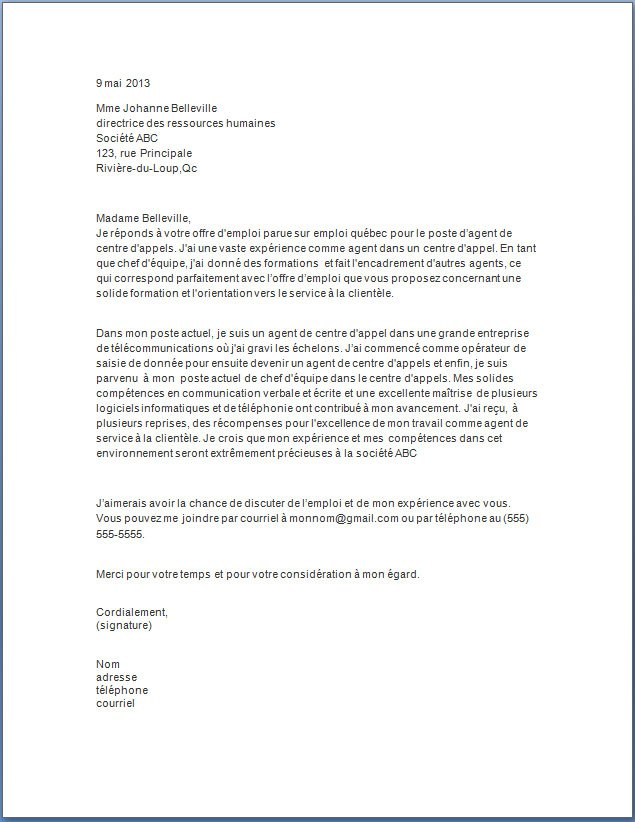 9 mai 2013
Mme Johanne Belleville
directrice des ressources humaines
Société ABC
123, rue Principale
Rivière-du-Loup,Qc
Madame Belleville,
Je réponds à votre offre d'emploi parue sur emploi québec pour le poste d’agent de
centre d'appels. J'ai une vaste expérience comme agent dans un centre d'appel. En tant
que chef d'équipe, j'ai donné des formations et fait l'encadrement d'autres agents, ce
qui correspond parfaitement avec l’offre d’emploi que vous proposez concernant une
solide formation et l'orientation vers le service à la clientèle.
Dans mon poste actuel, je suis un agent de centre d'appel dans une grande entreprise
de télécommunications où j'ai gravi les échelons. J’ai commencé comme opérateur de
saisie de donnée pour ensuite devenir un agent de centre d'appels et enfin, je suis
parvenu à mon poste actuel de chef d'équipe dans le centre d'appels. Mes solides
compétences en communication verbale et écrite et une excellente maîtrise de plusieurs
logiciels informatiques et de téléphonie ont contribué à mon avancement. J'ai reçu, à
plusieurs reprises, des récompenses pour l'excellence de mon travail comme agent de
service à la clientèle. Je crois que mon expérience et mes compétences dans cet
environnement seront extrêmement précieuses à la société ABC
J’aimerais avoir la chance de discuter de l’emploi et de mon expérience avec vous.
Vous pouvez me joindre par courriel à monnom@gmail.com ou par téléphone au (555)
555-5555.
Merci pour votre temps et pour votre considération à mon égard.
Cordialement,
(signature)
Nom
adresse
téléphone
courriel